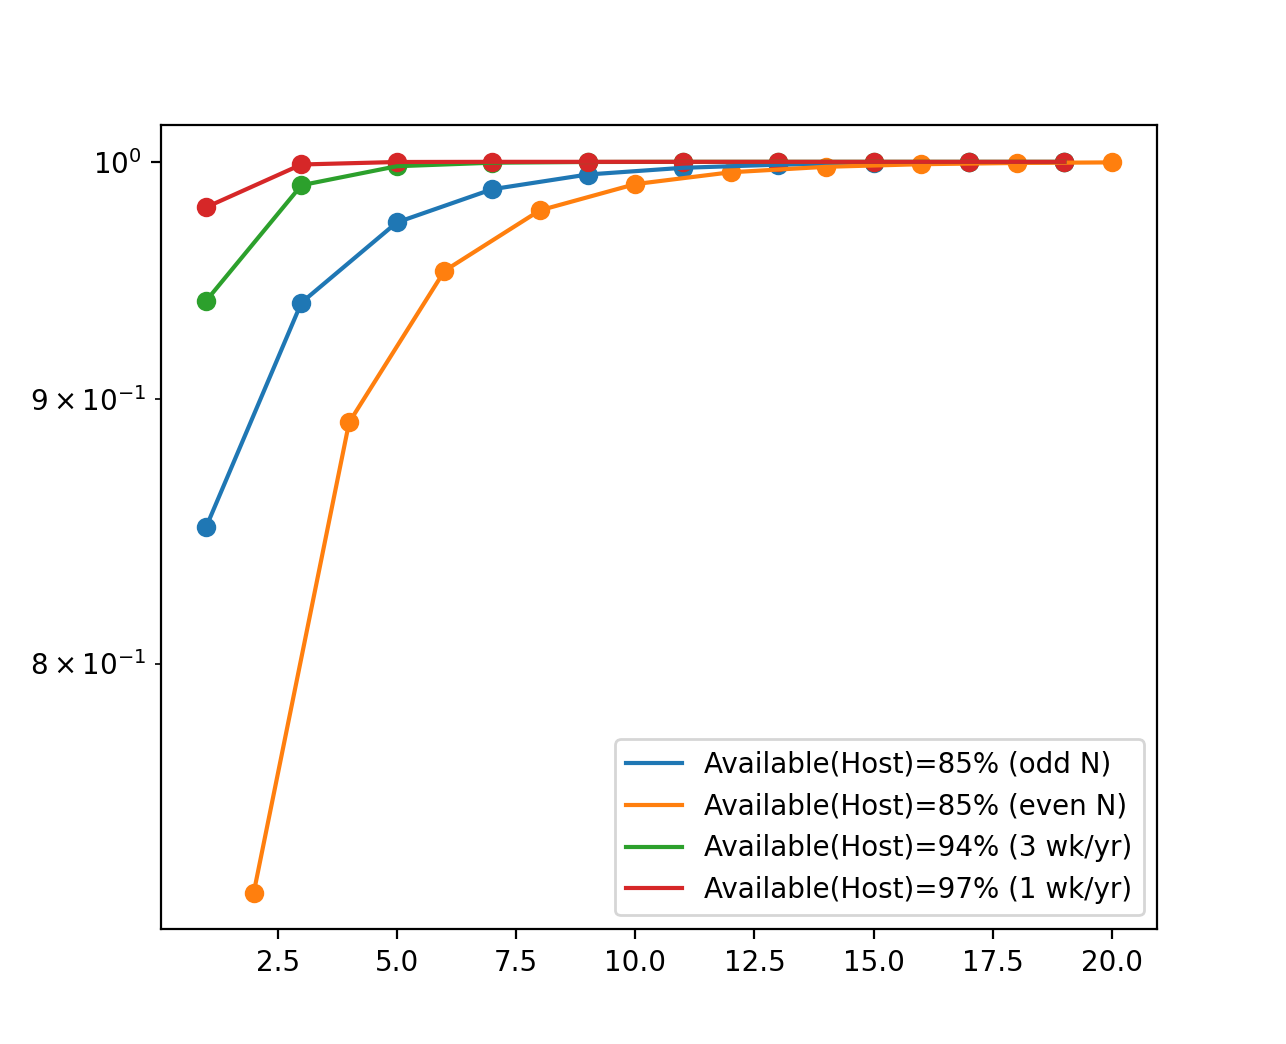 10⁰
9 × 10⁻¹
8 × 10⁻¹
Available(Host)=85% (odd N)
Available(Host)=85% (even N)
Available(Host)=94% (3 wk/yr)
Available(Host)=97% (1 wk/yr)
2.5 5.0 7.5 10.0 12.5 15.0 17.5 20.0